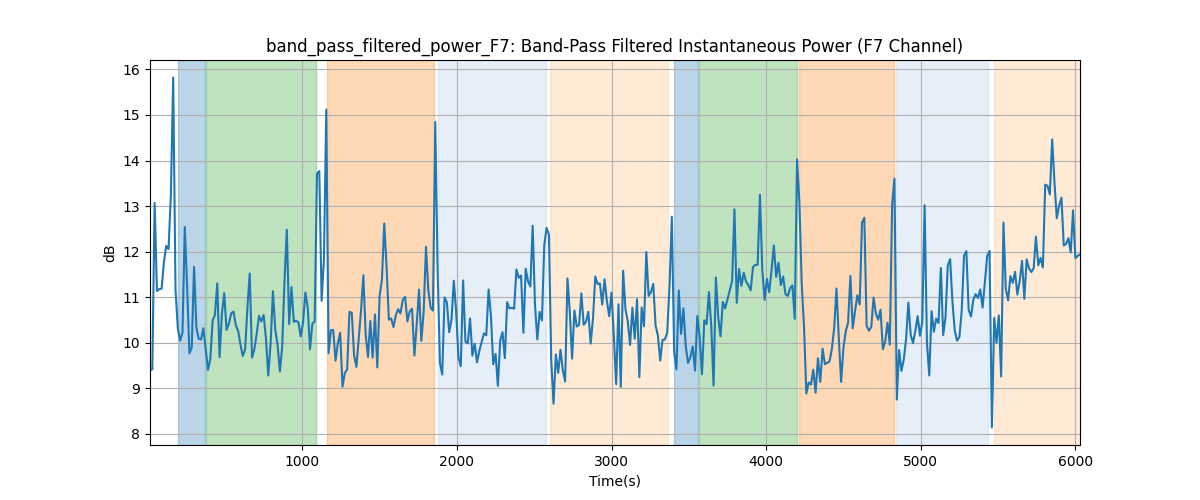 band_pass_filtered_power_F7: Band-Pass Filtered Instantaneous Power (F7 Channel)
16
15
14
13
12
11
10
9
8
dB
1000 2000 3000 4000 5000 6000
Time(s)